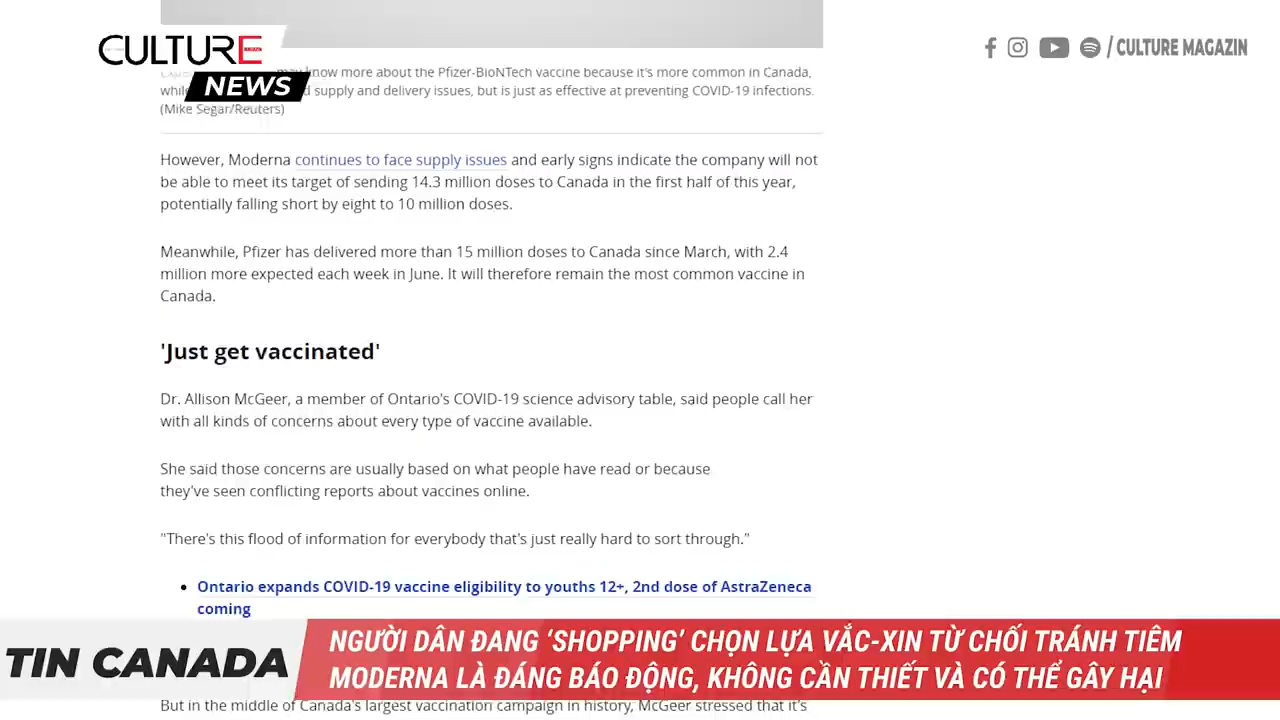 CULTURE
NEWS
/ CULTURE MAGAZIN
may know more about the Pfizer-BioNTech vaccine because it's more common in Canada,
while supply and delivery issues, but is just as effective at preventing COVID-19 infections.
(Mike Segar/Reuters)
However, Moderna continues to face supply issues and early signs indicate the company will not
be able to meet its target of sending 14.3 million doses to Canada in the first half of this year,
potentially falling short by eight to 10 million doses.
Meanwhile, Pfizer has delivered more than 15 million doses to Canada since March, with 2.4
million more expected each week in June. It will therefore remain the most common vaccine in
Canada.
'Just get vaccinated'
Dr. Allison McGeer, a member of Ontario's COVID-19 science advisory table, said people call her
with all kinds of concerns about every type of vaccine available.
She said those concerns are usually based on what people have read or because
they've seen conflicting reports about vaccines online.
"There's this flood of information for everybody that's just really hard to sort through."
• Ontario expands COVID-19 vaccine eligibility to youths 12+, 2nd dose of AstraZeneca
coming
TIN CANADA
NGƯỜI DÂN ĐANG ‘SHOPPING’ CHỌN LỰA VẮC-XIN TỪ CHỐI TRÁNH TIÊM
MODERNA LÀ ĐÁNG BÁO ĐỘNG, KHÔNG CẦN THIẾT VÀ CÓ THỂ GÂY HẠI
But in the middle of Canada's largest vaccination campaign in history, McGeer stressed that it's